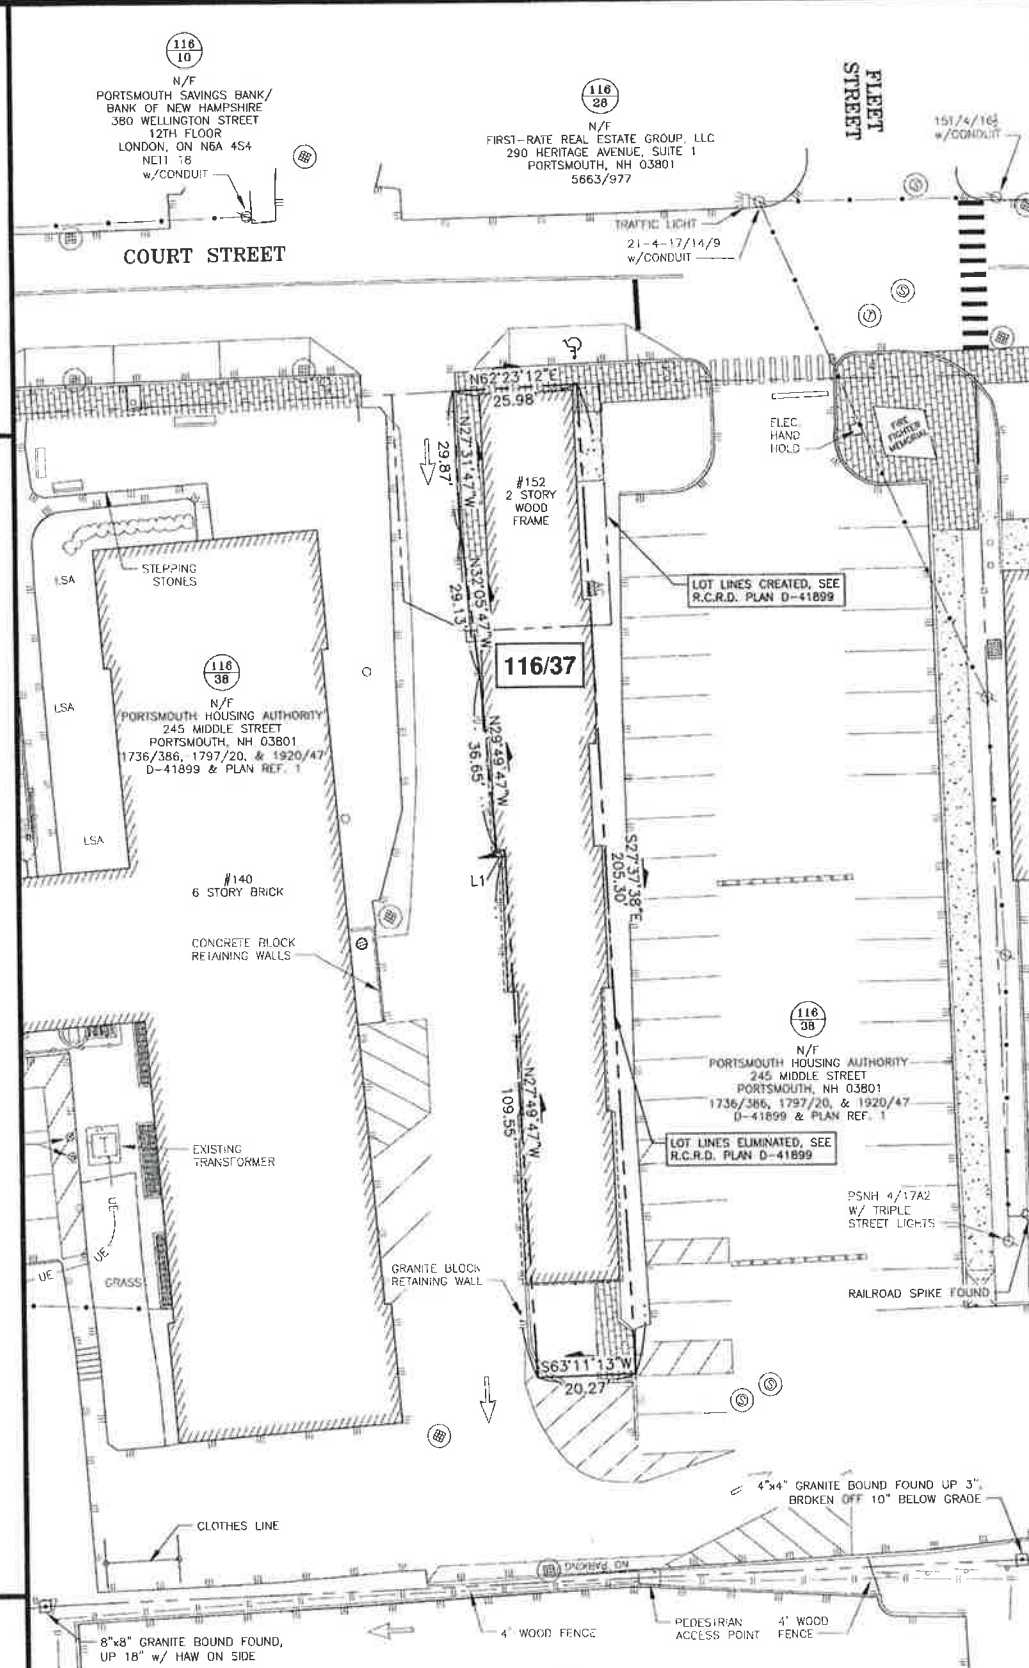 116
10
N/F
PORTSMOUTH SAVINGS BANK/
BANK OF NEW HAMPSHIRE
380 WELLINGTON STREET
12TH FLOOR
LONDON, ON N6A 4S4
w/CONDUIT
116
26
N/F
FIRST-RATE REAL ESTATE GROUP, LLC
290 HERITAGE AVENUE, SUITE 1
PORTSMOUTH, NH 03801
5663/977
FLEET
STREET
w/CONDUIT
TRAFFIC LIGHT
21-4-17/14/9
w/CONDUIT
COURT STREET
N62°23'12"E
25.98'
N27°31'47"W
29.87'
#152
2 STORY
WOOD
FRAME
ELEC.
HAND
HOLD
FIRE
FIGHTER
MEMORIAL
STEPPING
STONES
LSA
LOT LINES CREATED, SEE
R.C.R.D. PLAN D-41899
N32°05'47"W
29.13'
116/37
116
38
N/F
PORTSMOUTH HOUSING AUTHORITY
245 MIDDLE STREET
PORTSMOUTH, NH 03801
1736/386, 1797/20, & 1920/47
D-41899 & PLAN REF. 1
LSA
N29°49'47"W
36.65'
LSA
L1
S27°37'38"E
205.30'
#140
6 STORY BRICK
CONCRETE BLOCK
RETAINING WALLS
116
38
N/F
PORTSMOUTH HOUSING AUTHORITY
245 MIDDLE STREET
PORTSMOUTH, NH 03801
1736/386, 1797/20, & 1920/47
D-41899 & PLAN REF. 1
N27°49'47"W
109.55'
LOT LINES ELIMINATED, SEE
R.C.R.D. PLAN D-41899
EXISTING
TRANSFORMER
T
UE
UE
UE
GRASS
PSNH 4/17A2
W/ TRIPLE
STREET LIGHTS
GRANITE BLOCK
RETAINING WALL
RAILROAD SPIKE FOUND
S63°11'13"W
20.27'
4"x4" GRANITE BOUND FOUND UP 3",
BROKEN OFF 10" BELOW GRADE
CLOTHES LINE
NO PARKING
4' WOOD FENCE
PEDESTRIAN
ACCESS POINT
4' WOOD
FENCE
8"x8" GRANITE BOUND FOUND,
UP 18" w/ HAW ON SIDE